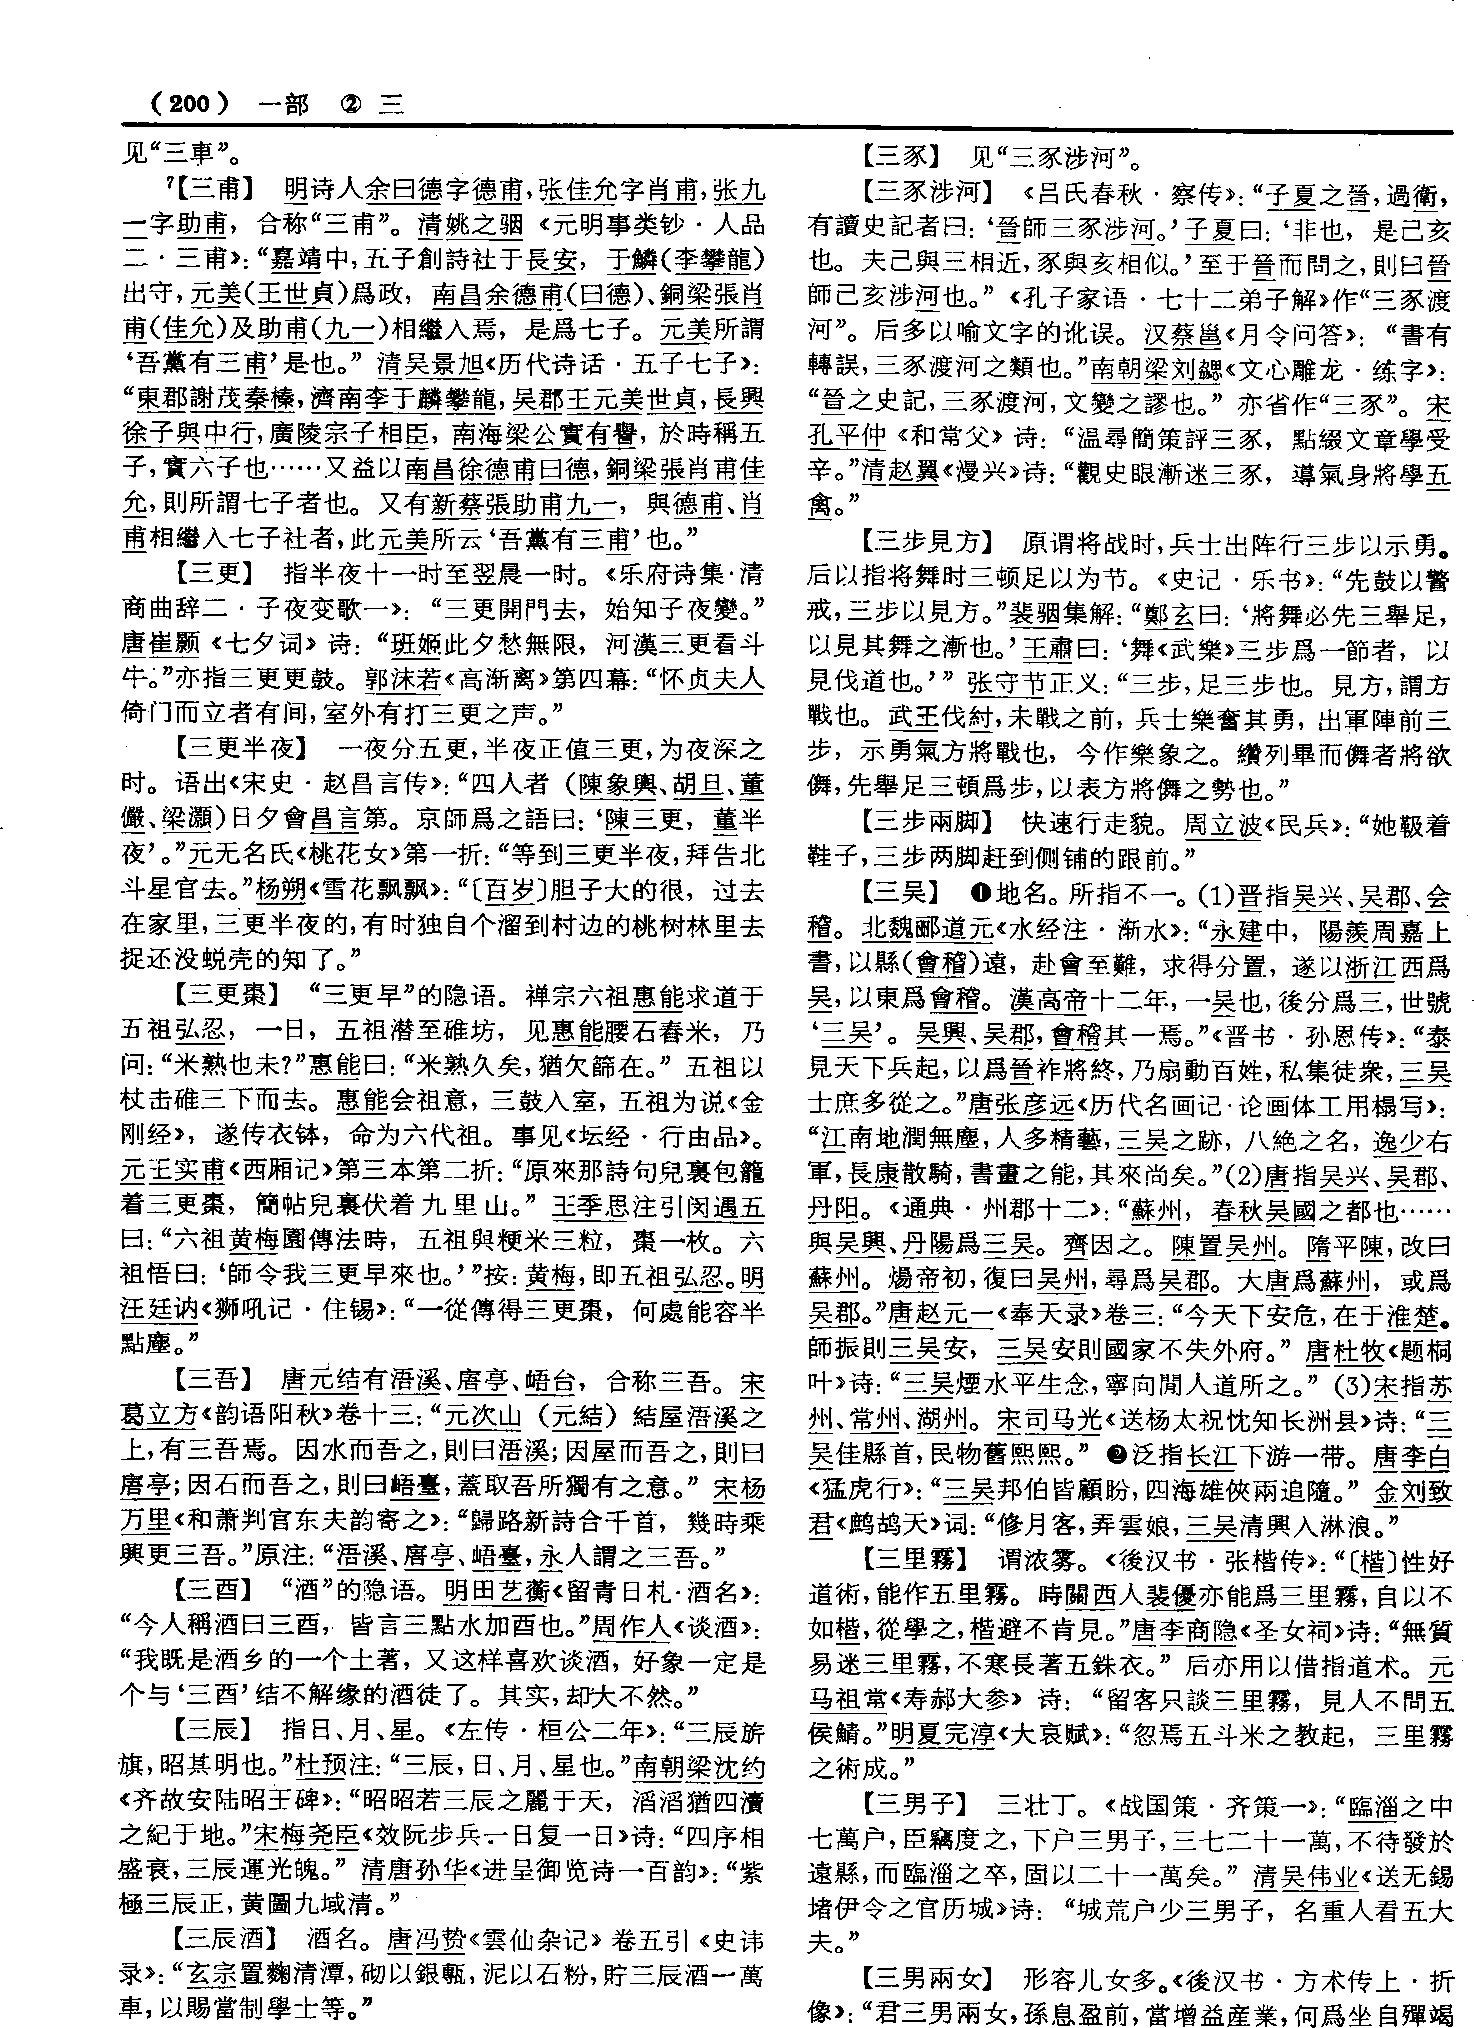 (200) 一部 ② 三
见“三車”。
⁷【三甫】 明诗人余曰德字德甫，张佳允字肖甫，张九
一字助甫，合称“三甫”。清姚之骃《元明事类钞·人品
二·三甫》：“嘉靖中，五子創詩社于長安，于鱗（李攀龍）
出守，元美（王世貞）爲政，南昌余德甫（曰德）、銅梁張肖
甫（佳允）及助甫（九一）相繼入焉，是爲七子。元美所謂
‘吾黨有三甫’是也。”清吴景旭《历代诗话·五子七子》：
“東郡謝茂秦榛，濟南李于麟攀龍，吴郡王元美世貞，長興
徐子與中行，廣陵宗子相臣，南海梁公實有譽，於時稱五
子，實六子也……又益以南昌徐德甫曰德，銅梁張肖甫佳
允，則所謂七子者也。又有新蔡張助甫九一，與德甫、肖
甫相繼入七子社者，此元美所云‘吾黨有三甫’也。”
【三更】 指半夜十一时至翌晨一时。《乐府诗集·清
商曲辞二·子夜变歌一》：“三更開門去，始知子夜變。”
唐崔颢《七夕词》诗：“班姬此夕愁無限，河漢三更看斗
牛。”亦指三更更鼓。郭沫若《高渐离》第四幕：“怀贞夫人
倚门而立者有间，室外有打三更之声。”
【三更半夜】 一夜分五更，半夜正值三更，为夜深之
时。语出《宋史·赵昌言传》：“四人者（陳象輿、胡旦、董
儼、梁灝）日夕會昌言第。京師爲之語曰：‘陳三更，董半
夜’。”元无名氏《桃花女》第一折：“等到三更半夜，拜告北
斗星官去。”杨朔《雪花飘飘》：“〔百岁〕胆子大的很，过去
在家里，三更半夜的，有时独自个溜到村边的桃树林里去
捉还没蜕壳的知了。”
【三更棗】 “三更早”的隐语。禅宗六祖惠能求道于
五祖弘忍，一日，五祖潜至碓坊，见惠能腰石舂米，乃
问：“米熟也未?”惠能曰：“米熟久矣，猶欠篩在。”五祖以
杖击碓三下而去。惠能会祖意，三鼓入室，五祖为说《金
刚经》，遂传衣钵，命为六代祖。事见《坛经·行由品》。
元王实甫《西厢记》第三本第二折：“原來那詩句兒裏包籠
着三更棗，簡帖兒裏伏着九里山。”王季思注引闵遇五
曰：“六祖黄梅園傳法時，五祖與粳米三粒，棗一枚。六
祖悟曰：‘師令我三更早來也。’”按：黄梅，即五祖弘忍。明
汪廷讷《狮吼记·住锡》：“一從傳得三更棗，何處能容半
點塵。”
【三吾】 唐元结有浯溪、㾗亭、峿台，合称三吾。宋
葛立方《韵语阳秋》卷十三：“元次山（元結）結屋浯溪之
上，有三吾焉。因水而吾之，則曰浯溪；因屋而吾之，則曰
㾗亭；因石而吾之，則曰峿臺，蓋取吾所獨有之意。”宋杨
万里《和萧判官东夫韵寄之》：“歸路新詩合千首，幾時乘
興更三吾。”原注：“浯溪、㾗亭、峿臺，永人謂之三吾。”
【三酉】 “酒”的隐语。明田艺蘅《留青日札·酒名》：
“今人稱酒曰三酉，皆言三點水加酉也。”周作人《谈酒》：
“我既是酒乡的一个土著，又这样喜欢谈酒，好象一定是
个与‘三酉’结不解缘的酒徒了。其实，却大不然。”
【三辰】 指日、月、星。《左传·桓公二年》：“三辰旂
旗，昭其明也。”杜预注：“三辰，日、月、星也。”南朝梁沈约
《齐故安陆昭王碑》：“昭昭若三辰之麗于天，滔滔猶四瀆
之紀于地。”宋梅尧臣《效阮步兵一日复一日》诗：“四序相
盛衰，三辰運光魄。”清唐孙华《进呈御览诗一百韵》：“紫
極三辰正，黄圖九域清。”
【三辰酒】 酒名。唐冯贽《雲仙杂记》卷五引《史讳
录》：“玄宗置麴清潭，砌以銀甎，泥以石粉，貯三辰酒一萬
車，以賜當制學士等。”
【三豕】 见“三豕涉河”。
【三豕涉河】 《吕氏春秋·察传》：“子夏之晉，過衛，
有讀史記者曰：‘晉師三豕涉河。’子夏曰：‘非也，是己亥
也。夫己與三相近，豕與亥相似。’至于晉而問之，則曰晉
師己亥涉河也。”《孔子家语·七十二弟子解》作“三豕渡
河”。后多以喻文字的讹误。汉蔡邕《月令问答》：“書有
轉誤，三豕渡河之類也。”南朝梁刘勰《文心雕龙·练字》：
“晉之史記，三豕渡河，文變之謬也。”亦省作“三豕”。宋
孔平仲《和常父》诗：“温尋簡策評三豕，點綴文章學受
辛。”清赵翼《漫兴》诗：“觀史眼漸迷三豕，導氣身將學五
禽。”
【三步見方】 原谓将战时，兵士出阵行三步以示勇。
后以指将舞时三顿足以为节。《史记·乐书》：“先鼓以警
戒，三步以見方。”裴骃集解：“鄭玄曰：‘將舞必先三舉足，
以見其舞之漸也。’王肅曰：‘舞《武樂》三步爲一節者，以
見伐道也。’”张守节正义：“三步，足三步也。見方，謂方
戰也。武王伐紂，未戰之前，兵士樂奮其勇，出軍陣前三
步，示勇氣方將戰也，今作樂象之。纘列畢而儛者將欲
儛，先舉足三頓爲步，以表方將儛之勢也。”
【三步兩脚】 快速行走貌。周立波《民兵》：“她靸着
鞋子，三步两脚赶到侧铺的跟前。”
【三吴】 ❶地名。所指不一。(1)晋指吴兴、吴郡、会
稽。北魏郦道元《水经注·渐水》：“永建中，陽羨周嘉上
書，以縣（會稽）遠，赴會至難，求得分置，遂以浙江西爲
吴，以東爲會稽。漢高帝十二年，一吴也，後分爲三，世號
‘三吴’。吴興、吴郡，會稽其一焉。”《晋书·孙恩传》：“泰
見天下兵起，以爲晉祚將終，乃扇動百姓，私集徒衆，三吴
士庶多從之。”唐张彦远《历代名画记·论画体工用榻写》：
“江南地潤無塵，人多精藝，三吴之跡，八絶之名，逸少右
軍，長康散騎，書畫之能，其來尚矣。”(2)唐指吴兴、吴郡、
丹阳。《通典·州郡十二》：“蘇州，春秋吴國之都也……
與吴興、丹陽爲三吴。齊因之。陳置吴州。隋平陳，改曰
蘇州。煬帝初，復曰吴州，尋爲吴郡。大唐爲蘇州，或爲
吴郡。”唐赵元一《奉天录》卷三：“今天下安危，在于淮楚。
師振則三吴安，三吴安則國家不失外府。”唐杜牧《题桐
叶》诗：“三吴煙水平生念，寧向閒人道所之。”(3)宋指苏
州、常州、湖州。宋司马光《送杨太祝忱知长洲县》诗：“三
吴佳縣首，民物舊熙熙。”❷泛指长江下游一带。唐李白
《猛虎行》：“三吴邦伯皆顧盼，四海雄俠兩追隨。”金刘致
君《鹧鸪天》词：“修月客，弄雲娘，三吴清興入淋浪。”
【三里霧】 谓浓雾。《後汉书·张楷传》：“〔楷〕性好
道術，能作五里霧。時關西人裴優亦能爲三里霧，自以不
如楷，從學之，楷避不肯見。”唐李商隐《圣女祠》诗：“無質
易迷三里霧，不寒長著五銖衣。”后亦用以借指道术。元
马祖常《寿郝大参》诗：“留客只談三里霧，見人不問五
侯鯖。”明夏完淳《大哀赋》：“忽焉五斗米之教起，三里霧
之術成。”
【三男子】 三壮丁。《战国策·齐策一》：“臨淄之中
七萬户，臣竊度之，下户三男子，三七二十一萬，不待發於
遠縣，而臨淄之卒，固以二十一萬矣。”清吴伟业《送无錫
堵伊令之官历城》诗：“城荒户少三男子，名重人看五大
夫。”
【三男兩女】 形容儿女多。《後汉书·方术传上·折
像》：“君三男兩女，孫息盈前，當增益産業，何爲坐自殫竭